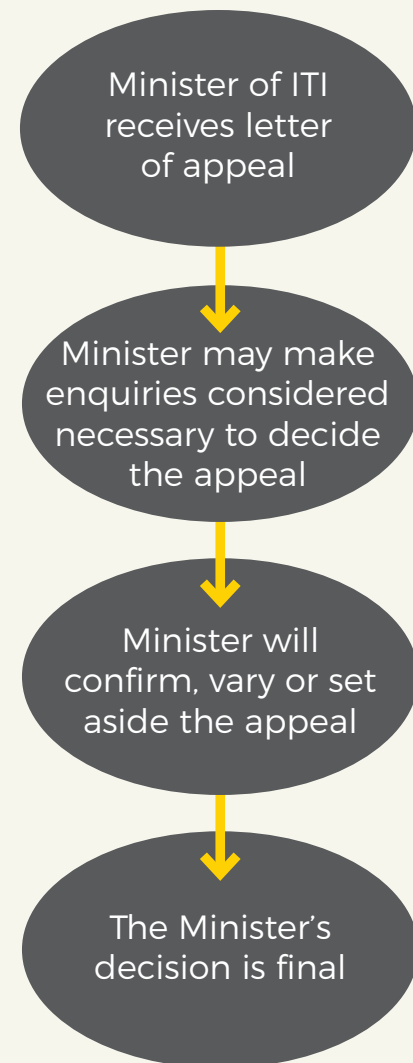 Minister of ITI
receives letter
of appeal
Minister may make
enquiries considered
necessary to decide
the appeal
Minister will
confirm, vary or set
aside the appeal
The Minister’s
decision is final